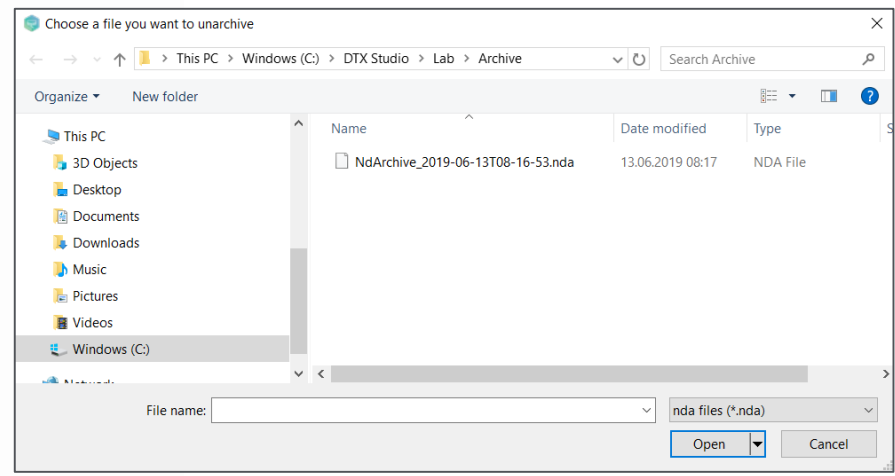 Choose a file you want to unarchive
This PC > Windows (C:) > DTX Studio > Lab > Archive
Search Archive
Organize
New folder
Name
Date modified
Type
S
This PC
3D Objects
Desktop
Documents
Downloads
Music
Pictures
Videos
Windows (C:)
Network
NdArchive_2019-06-13T08-16-53.nda
13.06.2019 08:17
NDA File
File name:
nda files (*.nda)
Open
Cancel